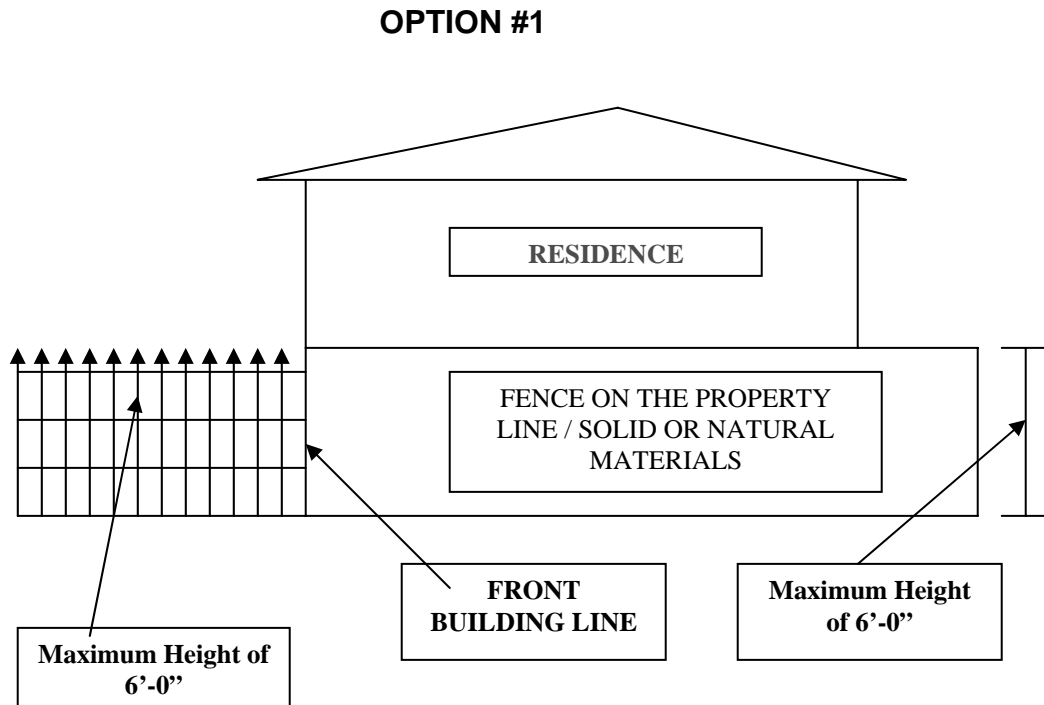 OPTION #1
RESIDENCE
FENCE ON THE PROPERTY
LINE / SOLID OR NATURAL
MATERIALS
FRONT
BUILDING LINE
Maximum Height
of 6’-0”
Maximum Height of
6’-0”